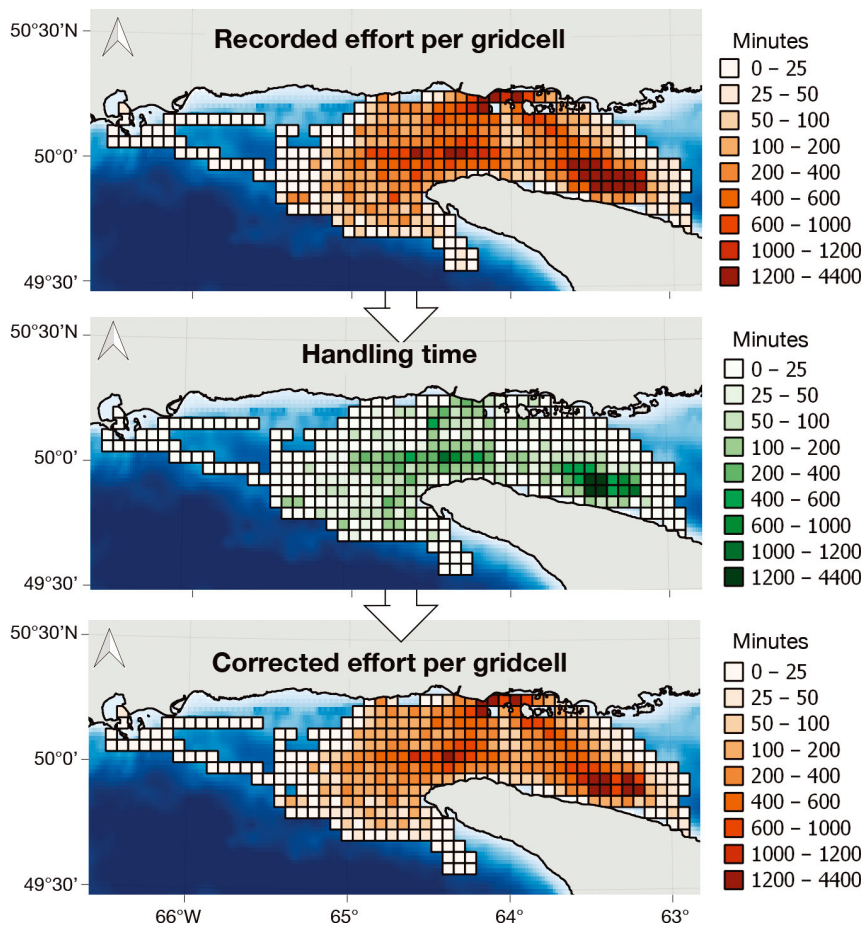 50°30'N
Recorded effort per gridcell
50°0'
49°30'
Minutes
0 – 25
25 – 50
50 – 100
100 – 200
200 – 400
400 – 600
600 – 1000
1000 – 1200
1200 – 4400
50°30'N
Handling time
50°0'
49°30'
Minutes
0 – 25
25 – 50
50 – 100
100 – 200
200 – 400
400 – 600
600 – 1000
1000 – 1200
1200 – 4400
50°30'N
Corrected effort per gridcell
50°0'
49°30'
Minutes
0 – 25
25 – 50
50 – 100
100 – 200
200 – 400
400 – 600
600 – 1000
1000 – 1200
1200 – 4400
66°W 65° 64° 63°